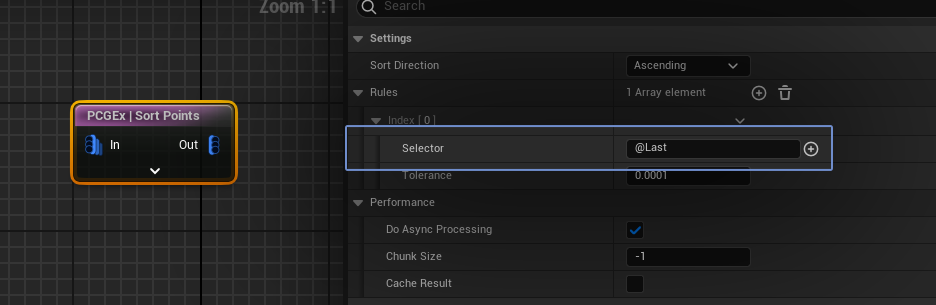 Zoom 1:1
Search
Settings
Sort Direction Ascending
Rules 1 Array element
Index [ 0 ]
Selector @Last
Tolerance 0.0001
Performance
Do Async Processing
Chunk Size -1
Cache Result
PCGEx | Sort Points
In Out